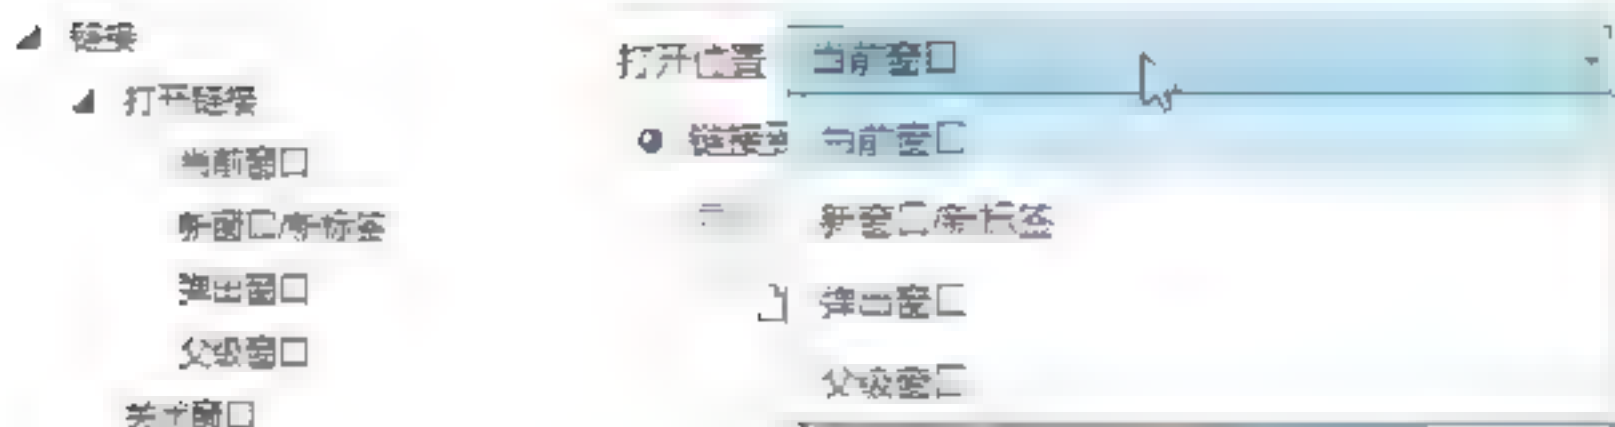 链接
打开链接
当前窗口
新窗口/新标签
弹出窗口
父级窗口
关闭窗口
打开位置 当前窗口
链接到 当前窗口
新窗口/新标签
弹出窗口
父级窗口